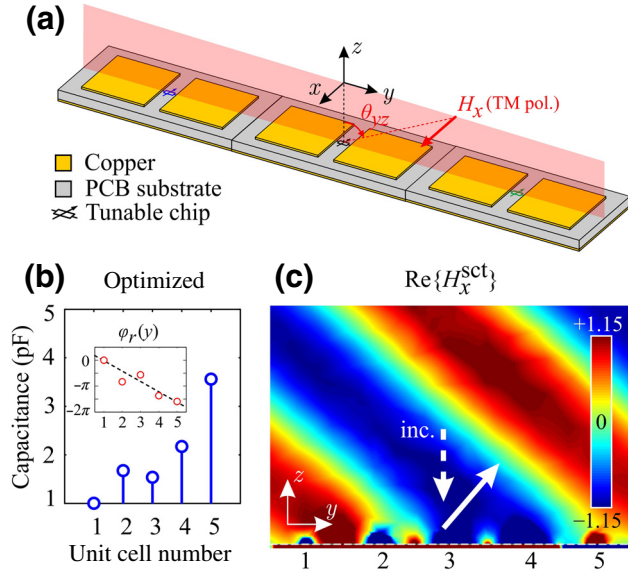 (a)
z
x
y
θyz
Hx (TM pol.)
Copper
PCB substrate
Tunable chip
(b) Optimized
Capacitance (pF)
5
4
3
2
1
φr(y)
0
−π
−2π
1 2 3 4 5
1 2 3 4 5
Unit cell number
(c) Re{Hx^sct}
+1.15
0
−1.15
inc.
z
y
1 2 3 4 5